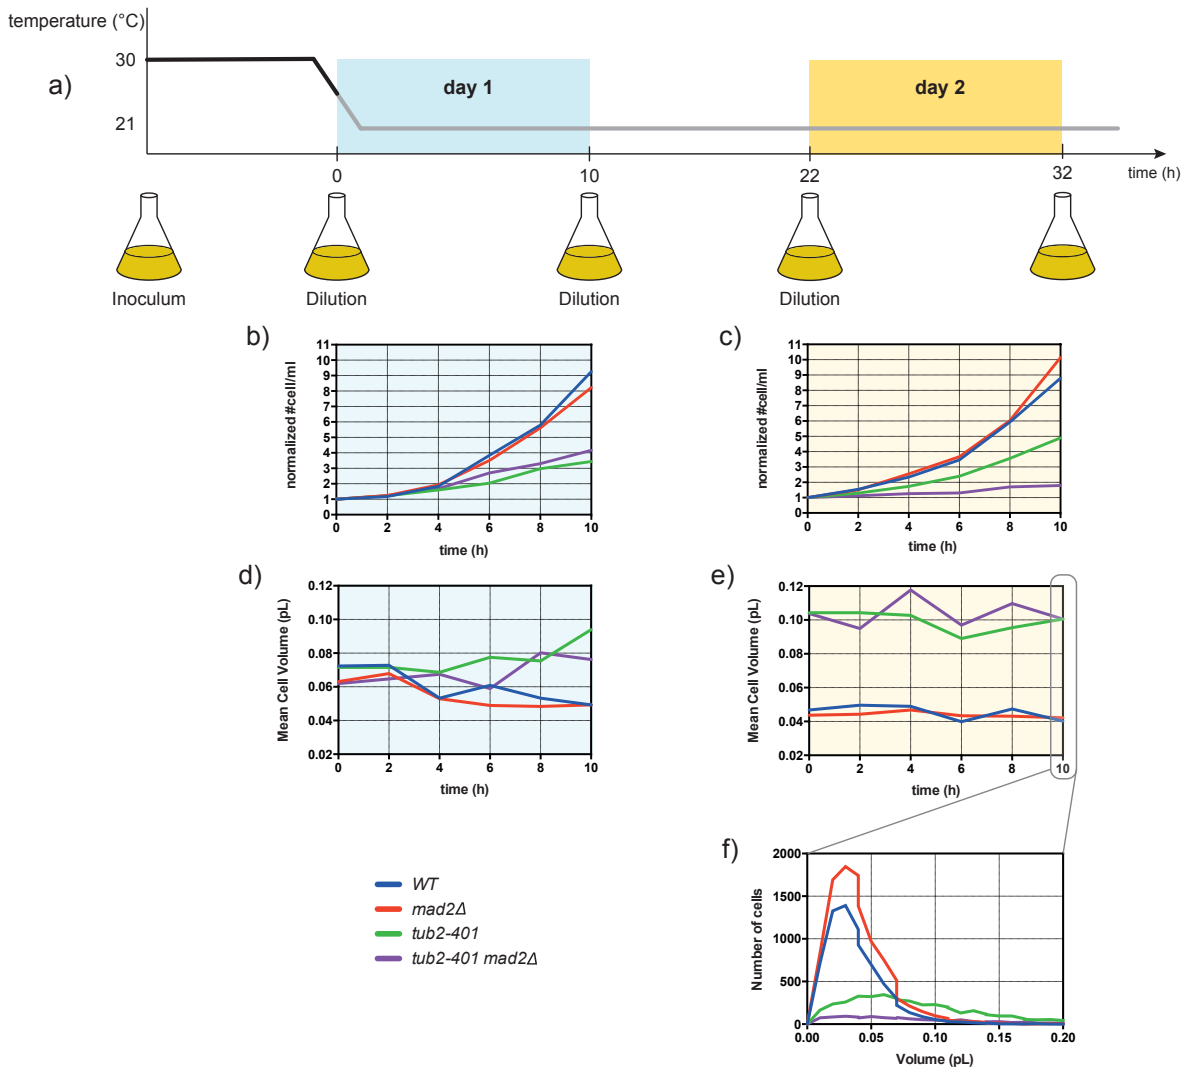 temperature (°C)
30
a)
day 1
day 2
21
0
10
22
32
time (h)
Inoculum
Dilution
Dilution
Dilution
b)
normalized #cell/ml
11
10
9
8
7
6
5
4
3
2
1
0
0 2 4 6 8 10
time (h)
c)
normalized #cell/ml
11
10
9
8
7
6
5
4
3
2
1
0
0 2 4 6 8 10
time (h)
d)
Mean Cell Volume (pL)
0.12
0.10
0.08
0.06
0.04
0.02
0 2 4 6 8 10
time (h)
e)
Mean Cell Volume (pL)
0.12
0.10
0.08
0.06
0.04
0.02
0 2 4 6 8 10
time (h)
WT
mad2Δ
tub2-401
tub2-401 mad2Δ
f)
Number of cells
2000
1500
1000
500
0
0.00 0.05 0.10 0.15 0.20
Volume (pL)